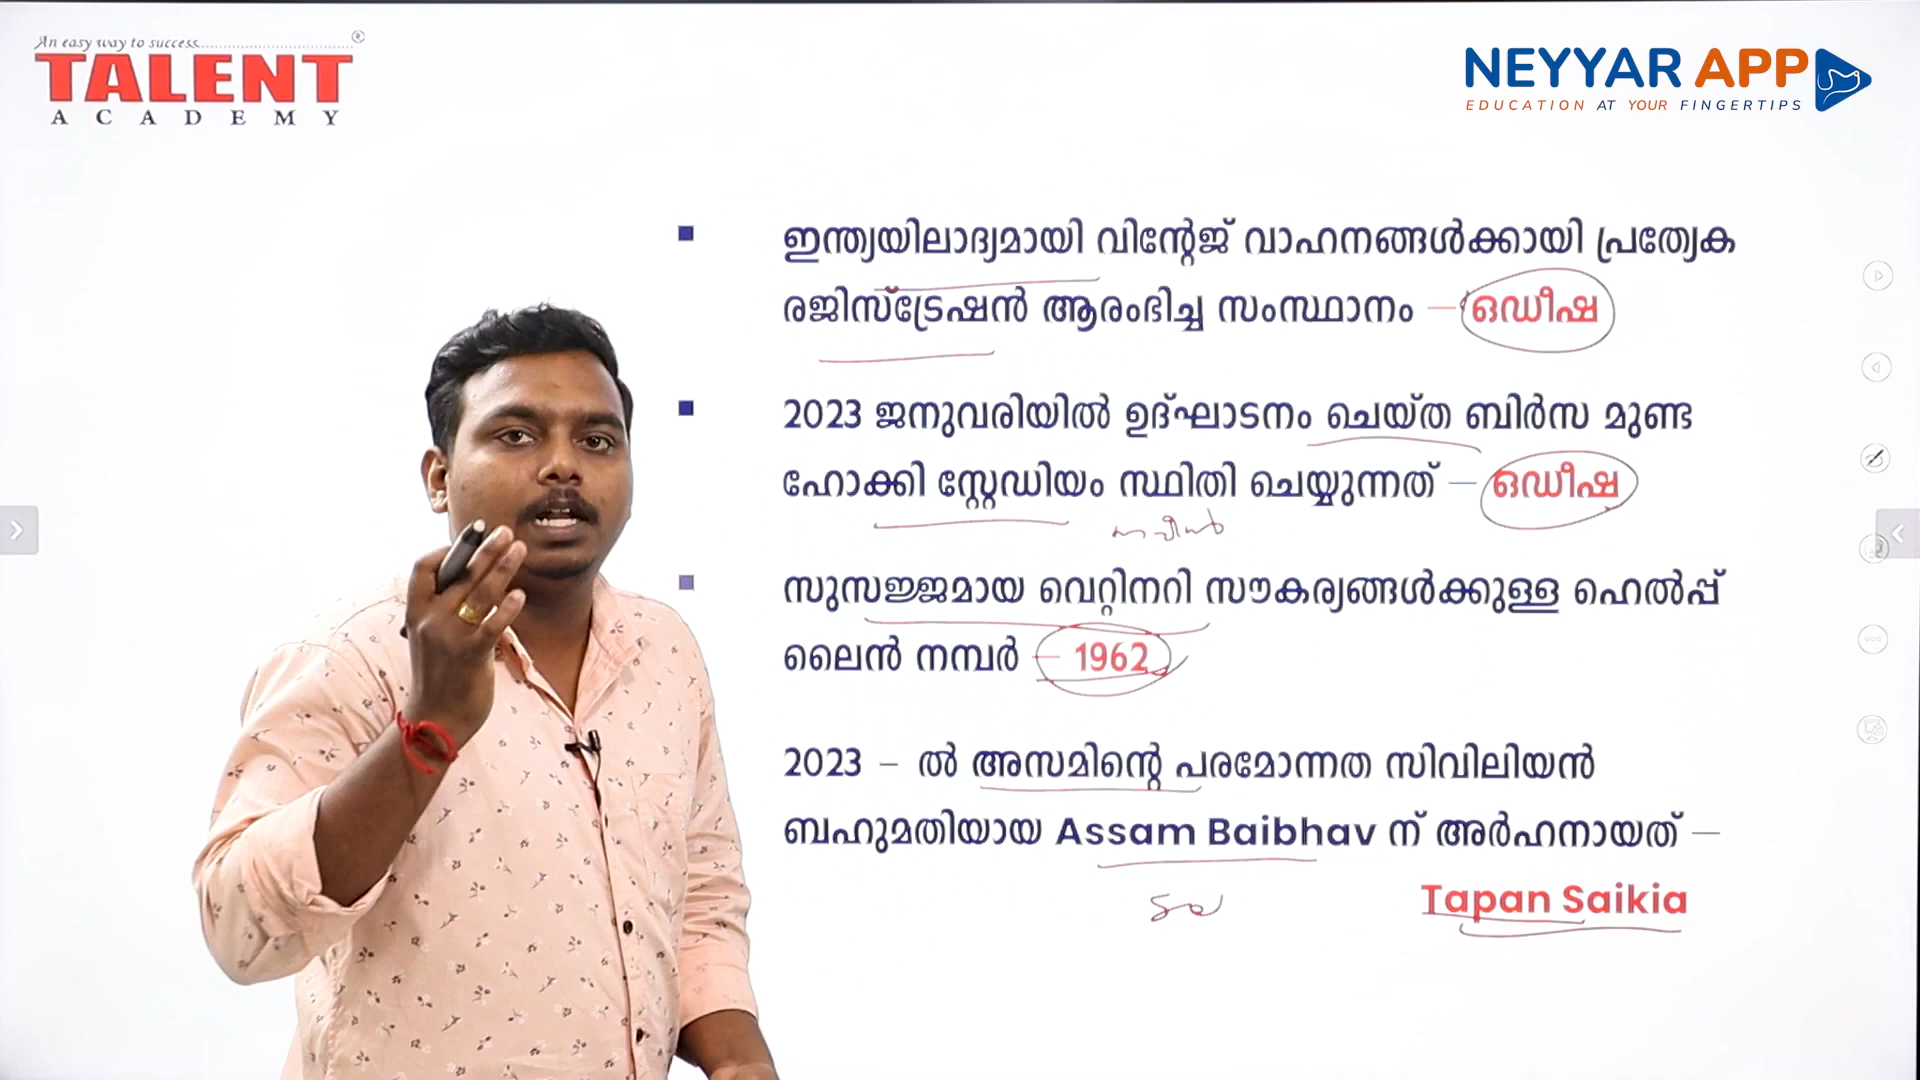 An easy way to success
TALENT
ACADEMY
NEYYAR APP
EDUCATION AT YOUR FINGERTIPS
ഇന്ത്യയിലാദ്യമായി വിന്റേജ് വാഹനങ്ങൾക്കായി പ്രത്യേക
രജിസ്ട്രേഷൻ ആരംഭിച്ച സംസ്ഥാനം – ഒഡീഷ
2023 ജനുവരിയിൽ ഉദ്ഘാടനം ചെയ്ത ബിർസ മുണ്ട
ഹോക്കി സ്റ്റേഡിയം സ്ഥിതി ചെയ്യുന്നത് – ഒഡീഷ
സുസജ്ജമായ വെറ്റിനറി സൗകര്യങ്ങൾക്കുള്ള ഹെൽപ്പ്
ലൈൻ നമ്പർ – 1962
2023 – ൽ അസമിന്റെ പരമോന്നത സിവിലിയൻ
ബഹുമതിയായ Assam Baibhav ന് അർഹനായത് –
Tapan Saikia